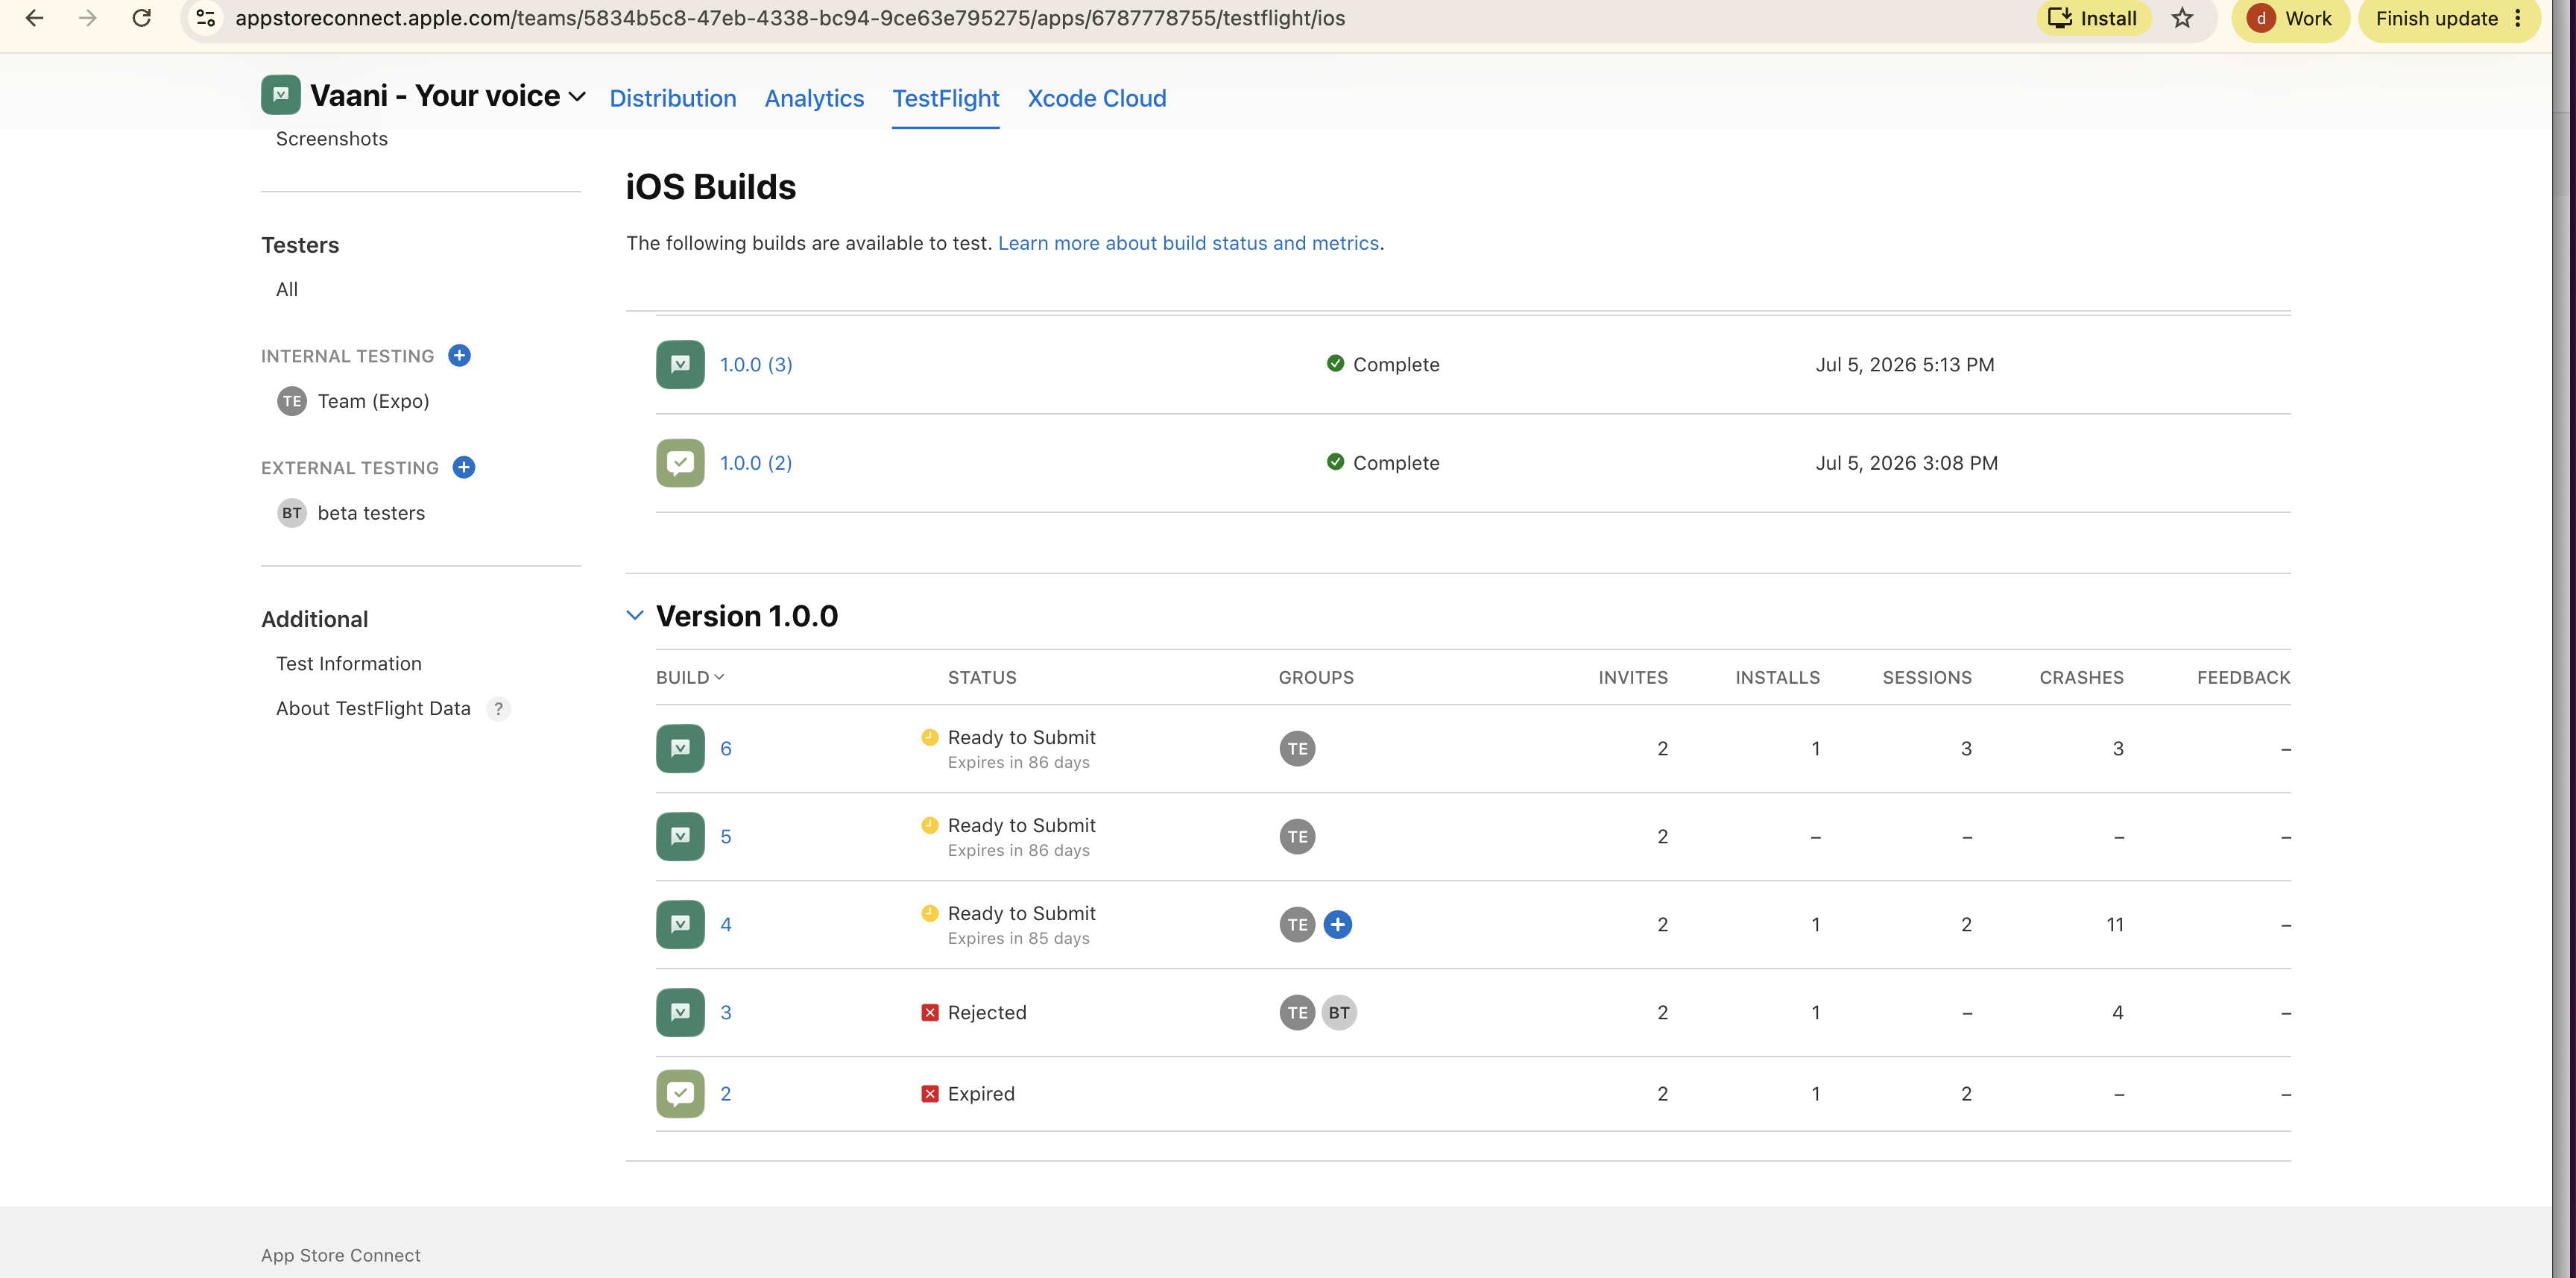 appstoreconnect.apple.com/teams/5834b5c8-47eb-4338-bc94-9ce63e795275/apps/6787778755/testflight/ios
Install
d Work
Finish update
Vaani - Your voice
Distribution
Analytics
TestFlight
Xcode Cloud
Screenshots
Testers
All
INTERNAL TESTING
TE Team (Expo)
EXTERNAL TESTING
BT beta testers
Additional
Test Information
About TestFlight Data ?
iOS Builds
The following builds are available to test. Learn more about build status and metrics.
1.0.0 (3) Complete Jul 5, 2026 5:13 PM
1.0.0 (2) Complete Jul 5, 2026 3:08 PM
Version 1.0.0
BUILD STATUS GROUPS INVITES INSTALLS SESSIONS CRASHES FEEDBACK
6 Ready to Submit TE 2 1 3 3 –
Expires in 86 days
5 Ready to Submit TE 2 – – – –
Expires in 86 days
4 Ready to Submit TE 2 1 2 11 –
Expires in 85 days
3 Rejected TE BT 2 1 – 4 –
2 Expired 2 1 2 – –
App Store Connect